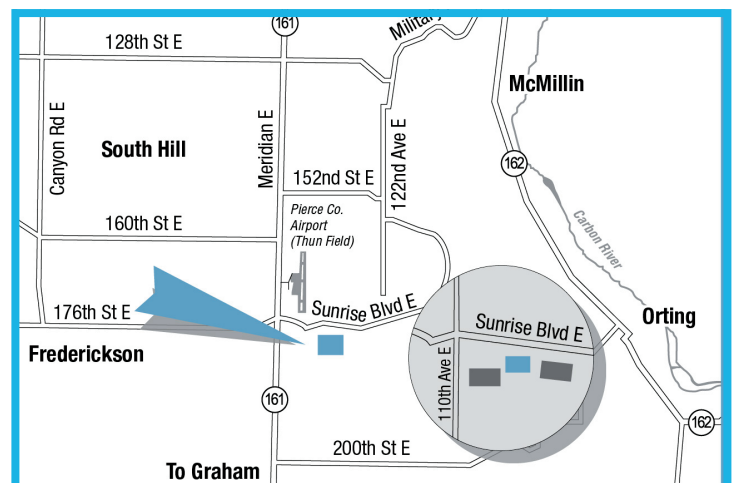 161
Military
128th St E
McMillin
Canyon Rd E
South Hill
Meridian E
122nd Ave E
162
152nd St E
Pierce Co.
Airport
(Thun Field)
160th St E
Carbon River
176th St E
Sunrise Blvd E
Sunrise Blvd E
Orting
Frederickson
110th Ave E
161
162
200th St E
To Graham